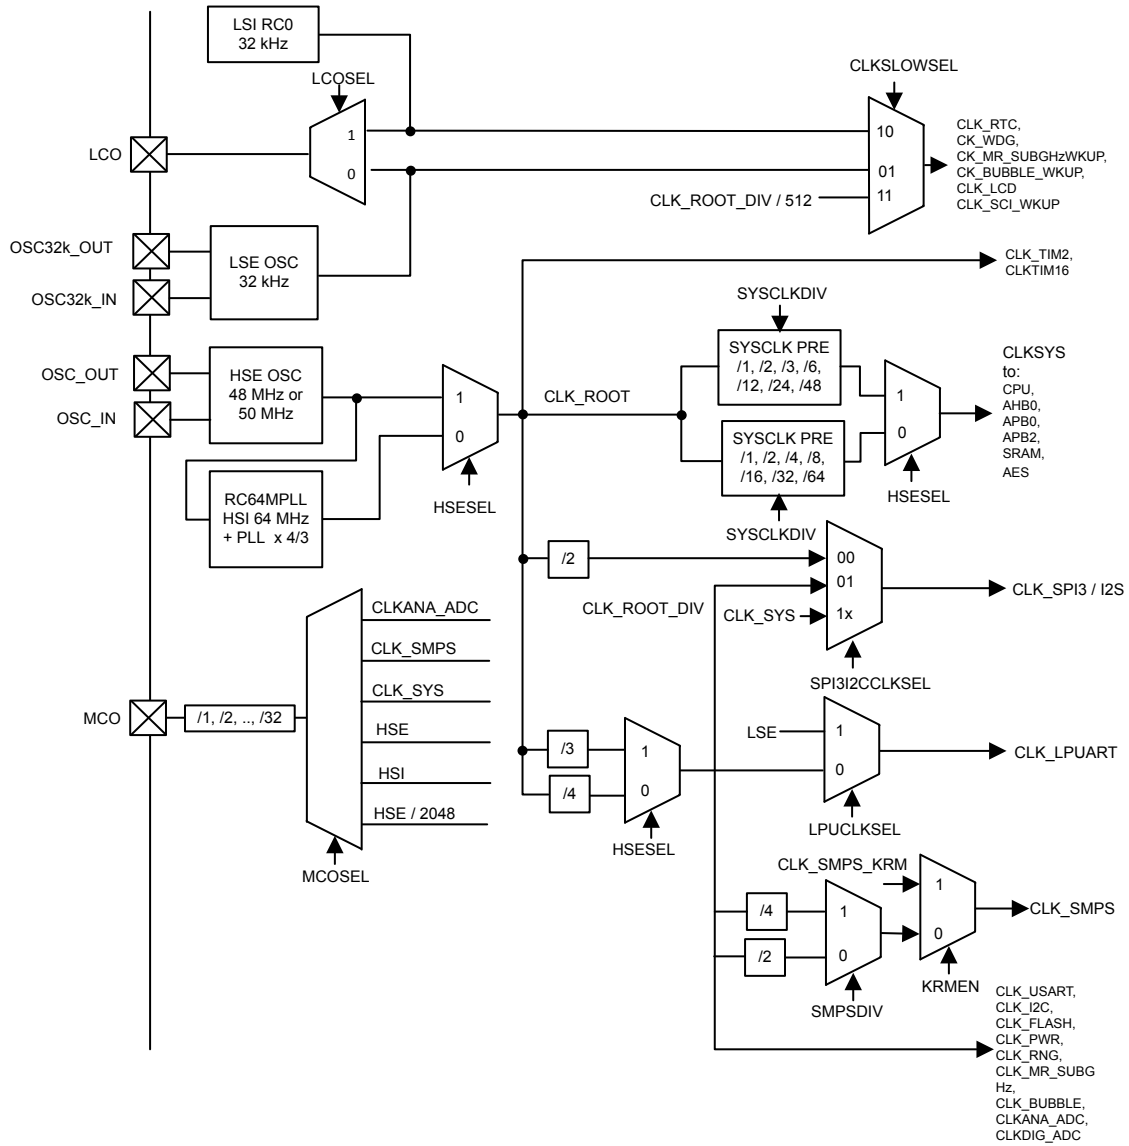 LSI RC0
32 kHz
LCOSEL
CLKSLOWSEL
LCO
1
0
10
01
11
CLK_ROOT_DIV / 512
CLK_RTC,
CK_WDG,
CK_MR_SUBGHzWKUP,
CK_BUBBLE_WKUP,
CLK_LCD
CLK_SCI_WKUP
OSC32k_OUT
OSC32k_IN
LSE OSC
32 kHz
CLK_TIM2,
CLKTIM16
OSC_OUT
OSC_IN
HSE OSC
48 MHz or
50 MHz
RC64MPLL
HSI 64 MHz
+ PLL x 4/3
1
0
HSESEL
CLK_ROOT
SYSCLKDIV
SYSCLK PRE
/1, /2, /3, /6,
/12, /24, /48
SYSCLK PRE
/1, /2, /4, /8,
/16, /32, /64
SYSCLKDIV
1
0
HSESEL
CLKSYS
to:
CPU,
AHB0,
APB0,
APB2,
SRAM,
AES
/2
CLK_ROOT_DIV
CLK_SYS
00
01
1x
SPI3I2CCLKSEL
CLK_SPI3 / I2S
MCO
/1, /2, .., /32
CLKANA_ADC
CLK_SMPS
CLK_SYS
HSE
HSI
HSE / 2048
MCOSEL
/3
/4
1
0
HSESEL
LSE
1
0
LPUCLKSEL
CLK_LPUART
CLK_SMPS_KRM
/4
/2
1
0
SMPSDIV
1
0
KRMEN
CLK_SMPS
CLK_USART,
CLK_I2C,
CLK_FLASH,
CLK_PWR,
CLK_RNG,
CLK_MR_SUBG
Hz,
CLK_BUBBLE,
CLKANA_ADC,
CLKDIG_ADC